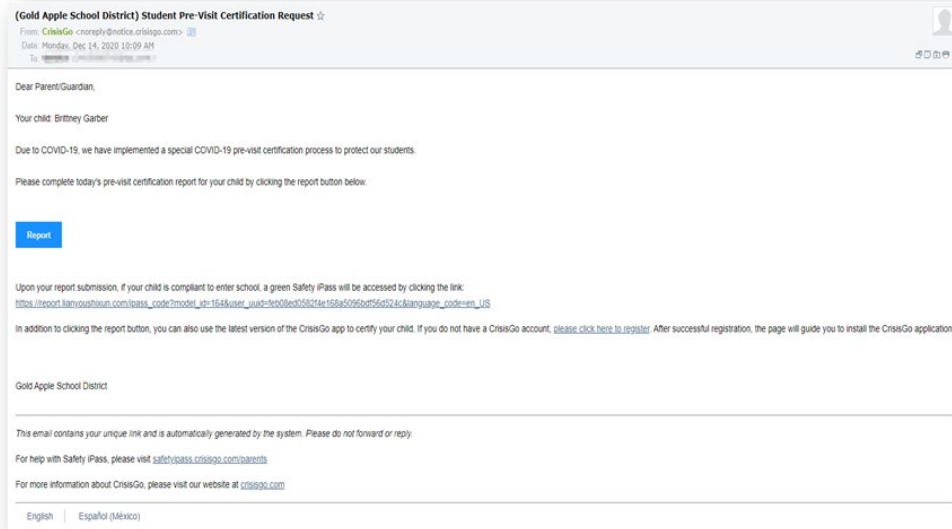 (Gold Apple School District) Student Pre-Visit Certification Request ☆
From: CrisisGo <noreply@notice.crisisgo.com>
Date: Monday, Dec 14, 2020 10:09 AM
To:
Dear Parent/Guardian,
Your child: Brittney Garber
Due to COVID-19, we have implemented a special COVID-19 pre-visit certification process to protect our students.
Please complete today's pre-visit certification report for your child by clicking the report button below.
Report
Upon your report submission, if your child is compliant to enter school, a green Safety iPass will be accessed by clicking the link:
https://report.lianyoushixun.com/ipass_code?model_id=164&user_uuid=feb08ed0582f4e168a5096bdf56d524c&language_code=en_US
In addition to clicking the report button, you can also use the latest version of the CrisisGo app to certify your child. If you do not have a CrisisGo account, please click here to register. After successful registration, the page will guide you to install the CrisisGo application
Gold Apple School District
This email contains your unique link and is automatically generated by the system. Please do not forward or reply.
For help with Safety iPass, please visit safetyipass.crisisgo.com/parents
For more information about CrisisGo, please visit our website at crisisgo.com
English | Español (México)